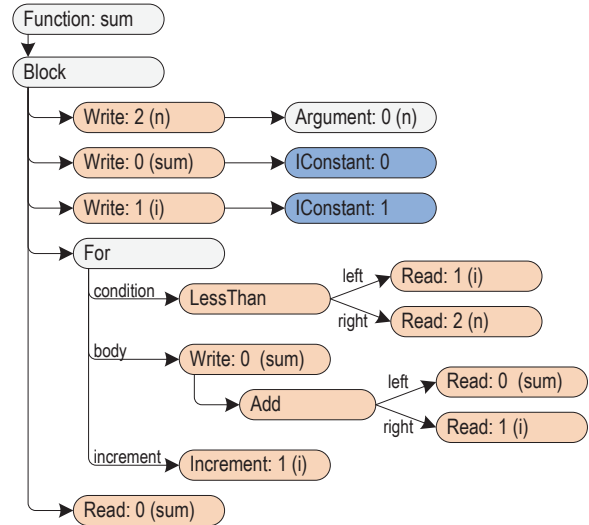 Function: sum
Block
Write: 2 (n)
Argument: 0 (n)
Write: 0 (sum)
IConstant: 0
Write: 1 (i)
IConstant: 1
For
condition
LessThan
left
Read: 1 (i)
right
Read: 2 (n)
body
Write: 0 (sum)
Add
left
Read: 0 (sum)
right
Read: 1 (i)
increment
Increment: 1 (i)
Read: 0 (sum)